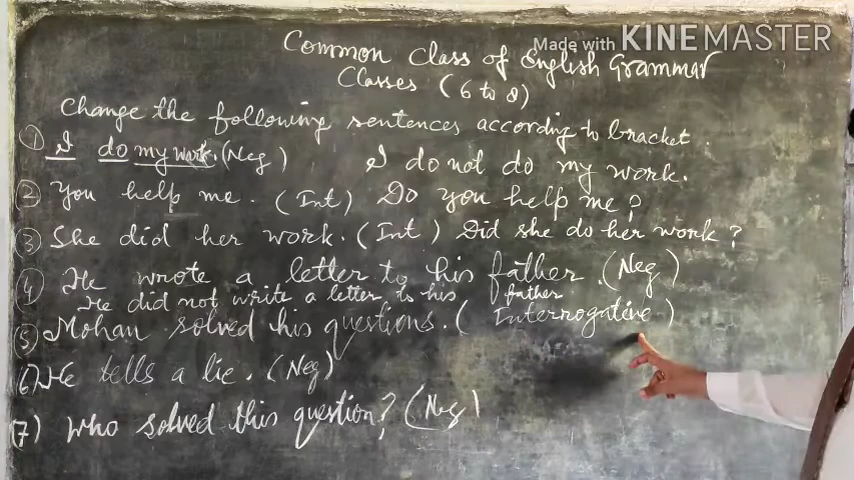 Made with KINEMASTER
Common Class of English Grammar
Classes (6 to 8)
Change the following sentences according to bracket.
① I do my work. (Neg) I do not do my work.
② You help me. (Int) Do you help me?
③ She did her work. (Int) Did she do her work?
④ He wrote a letter to his father. (Neg)
He did not write a letter to his father
⑤ Mohan solved his questions. (Interrogative)
(6) He tells a lie. (Neg)
(7) Who solved this question? (Neg)